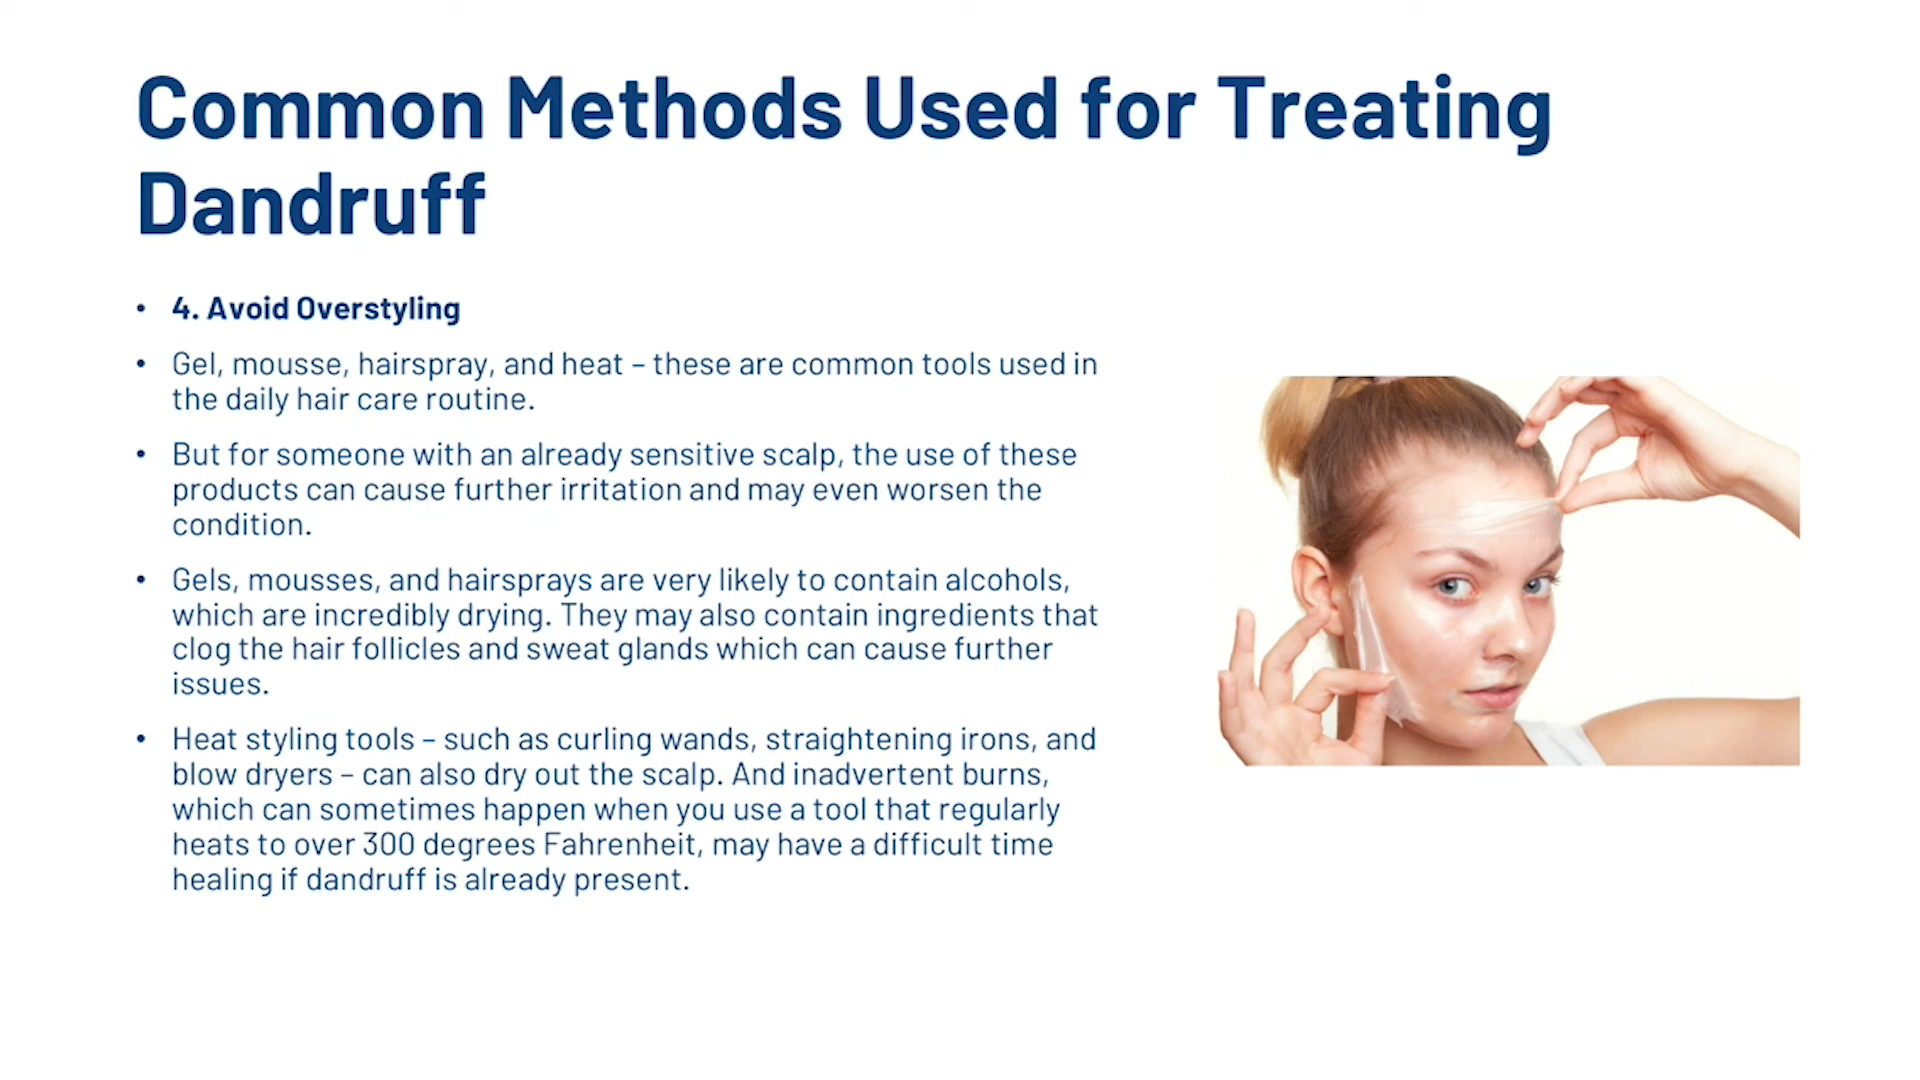 Common Methods Used for Treating
Dandruff
• 4. Avoid Overstyling
• Gel, mousse, hairspray, and heat – these are common tools used in
the daily hair care routine.
• But for someone with an already sensitive scalp, the use of these
products can cause further irritation and may even worsen the
condition.
• Gels, mousses, and hairsprays are very likely to contain alcohols,
which are incredibly drying. They may also contain ingredients that
clog the hair follicles and sweat glands which can cause further
issues.
• Heat styling tools – such as curling wands, straightening irons, and
blow dryers – can also dry out the scalp. And inadvertent burns,
which can sometimes happen when you use a tool that regularly
heats to over 300 degrees Fahrenheit, may have a difficult time
healing if dandruff is already present.